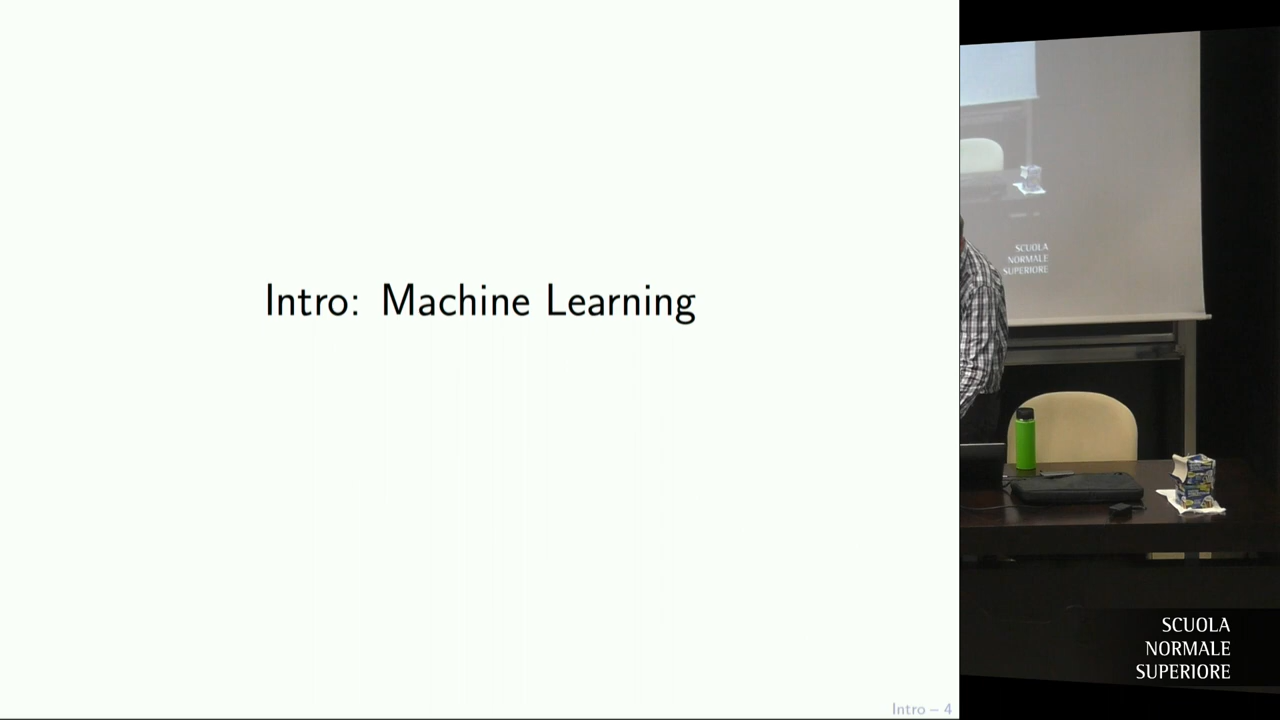 Intro: Machine Learning
Intro – 4
SCUOLA
NORMALE
SUPERIORE
SCUOLA
NORMALE
SUPERIORE